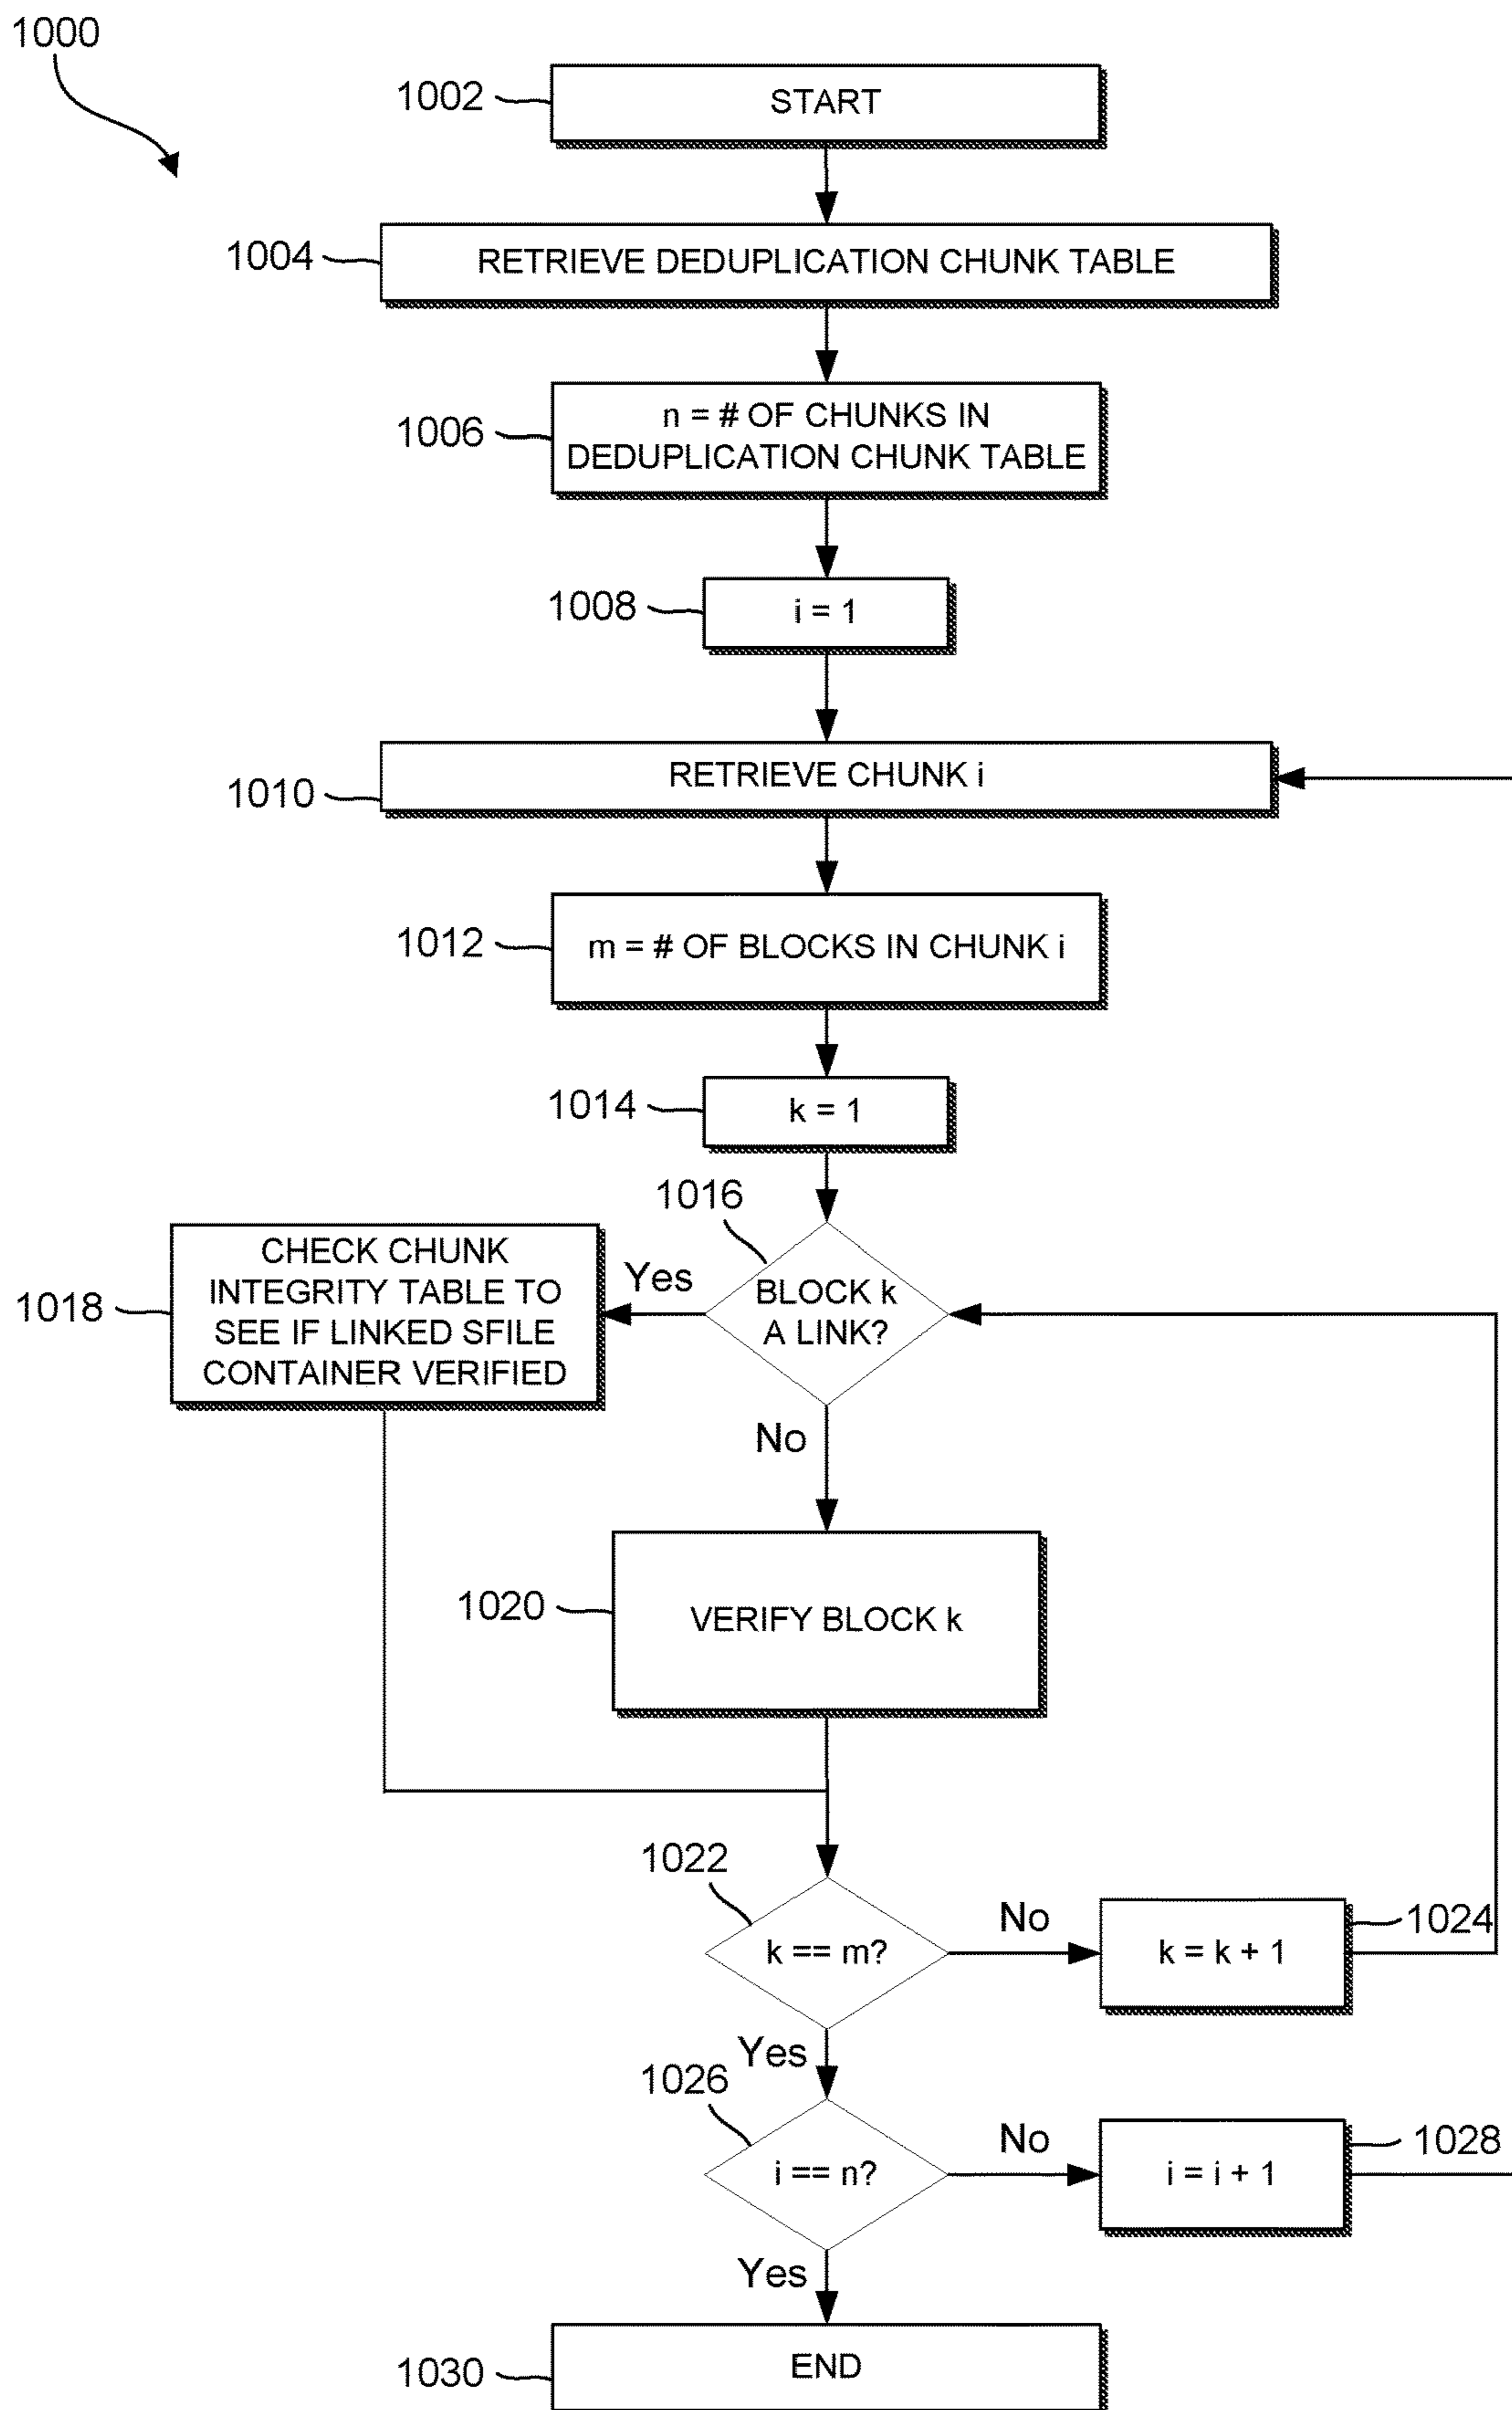 1000
1002
START
1004
RETRIEVE DEDUPLICATION CHUNK TABLE
1006
n = # OF CHUNKS IN
DEDUPLICATION CHUNK TABLE
1008
i = 1
RETRIEVE CHUNK i
1010
1012
m = # OF BLOCKS IN CHUNK i
1014
k = 1
1016
CHECK CHUNK
INTEGRITY TABLE TO
SEE IF LINKED SFILE
CONTAINER VERIFIED
1018
Yes
BLOCK k
A LINK?
No
1020
VERIFY BLOCK k
1022
k == m?
No
k = k + 1
1024
Yes
1026
i == n?
No
i = i + 1
1028
Yes
END
1030